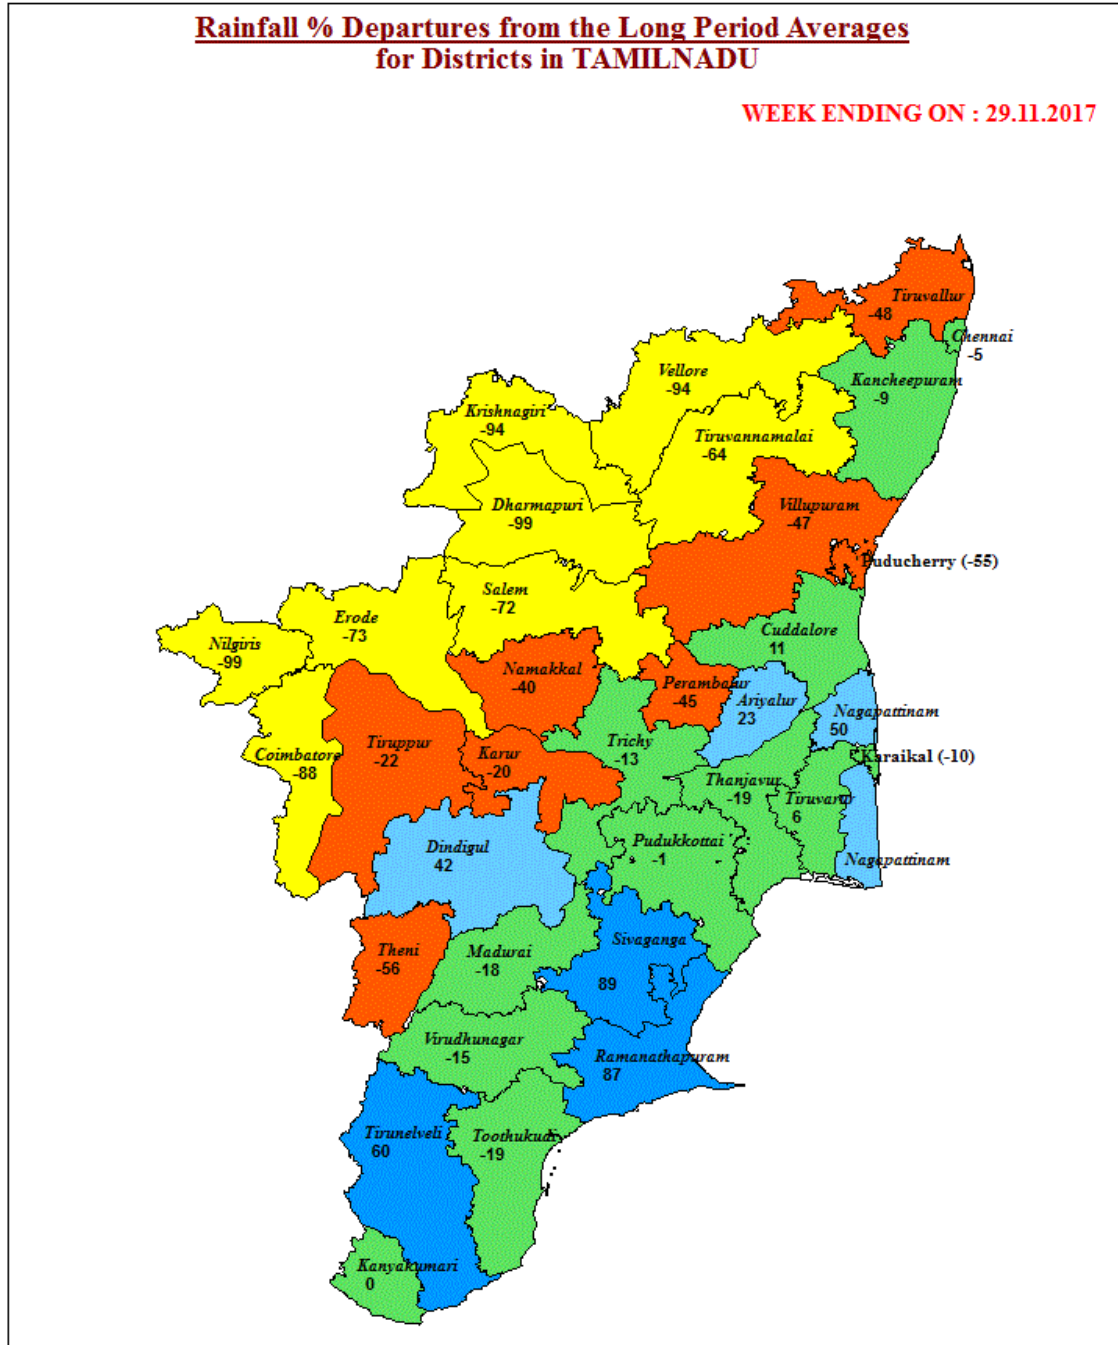 Rainfall % Departures from the Long Period Averages
for Districts in TAMILNADU
WEEK ENDING ON : 29.11.2017
Tiruvallur
-48
Chennai
-5
Kancheepuram
-9
Vellore
-94
Krishnagiri
-94
Tiruvannamalai
-64
Dharmapuri
-99
Villupuram
-47
Puducherry (-55)
Salem
-72
Erode
-73
Nilgiris
-99
Cuddalore
11
Namakkal
-40
Perambalur
-45
Ariyalur
23
Nagapattinam
50
Coimbatore
-88
Tiruppur
-22
Karur
-20
Trichy
-13
Karaikal (-10)
Thanjavur
-19
Tiruvarur
6
Dindigul
42
Pudukkottai
-1
Nagapattinam
Theni
-56
Madurai
-18
Sivaganga
89
Virudhunagar
-15
Ramanathapuram
87
Tirunelveli
60
Toothukudi
-19
Kanyakumari
0